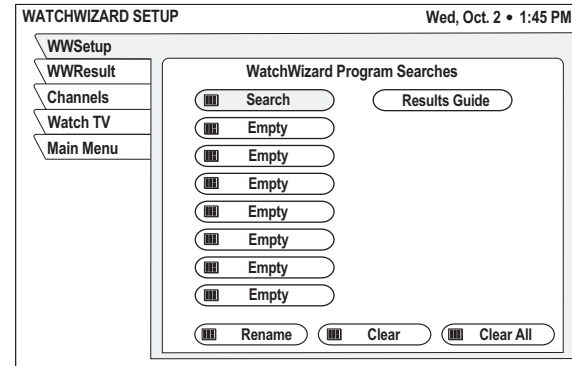 WATCHWIZARD SETUP Wed, Oct. 2 • 1:45 PM
WWSetup
WWResult
Channels
Watch TV
Main Menu
WatchWizard Program Searches
Search Results Guide
Empty
Empty
Empty
Empty
Empty
Empty
Empty
Rename Clear Clear All